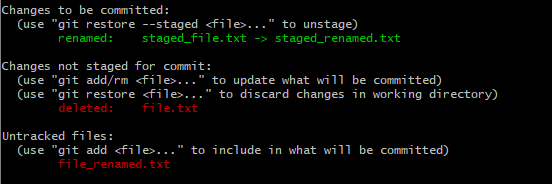 Changes to be committed:
  (use "git restore --staged <file>..." to unstage)
        renamed:    staged_file.txt -> staged_renamed.txt
Changes not staged for commit:
  (use "git add/rm <file>..." to update what will be committed)
  (use "git restore <file>..." to discard changes in working directory)
        deleted:    file.txt
Untracked files:
  (use "git add <file>..." to include in what will be committed)
        file_renamed.txt